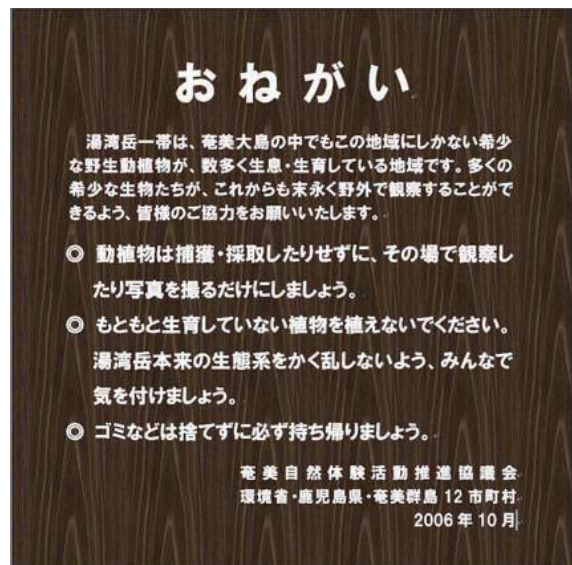 おねがい
湯湾岳一帯は、奄美大島の中でもこの地域にしかない希少
な野生動植物が、数多く生息・生育している地域です。多くの
希少な生物たちが、これからも末永く野外で観察することがで
きるよう、皆様のご協力をお願いいたします。
◎ 動植物は捕獲・採取したりせずに、その場で観察し
たり写真を撮るだけにしましょう。
◎ もともと生育していない植物を植えないでください。
湯湾岳本来の生態系をかく乱しないよう、みんなで
気を付けましょう。
◎ ゴミなどは捨てずに必ず持ち帰りましょう。
奄美自然体験活動推進協議会
環境省・鹿児島県・奄美群島 12 市町村
2006 年 10 月